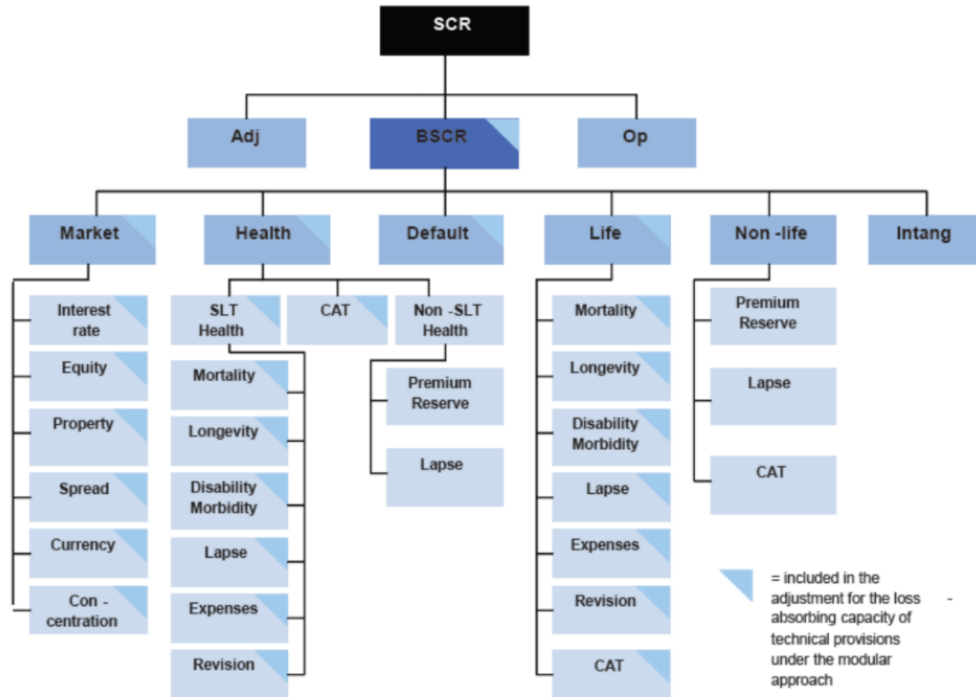 SCR
Adj
BSCR
Op
Market
Health
Default
Life
Non -life
Intang
Interest
rate
Equity
Property
Spread
Currency
Con -
centration
SLT
Health
CAT
Non -SLT
Health
Mortality
Longevity
Disability
Morbidity
Lapse
Expenses
Revision
Premium
Reserve
Lapse
Mortality
Longevity
Disability
Morbidity
Lapse
Expenses
Revision
CAT
Premium
Reserve
Lapse
CAT
= included in the
adjustment for the loss -
absorbing capacity of
technical provisions
under the modular
approach